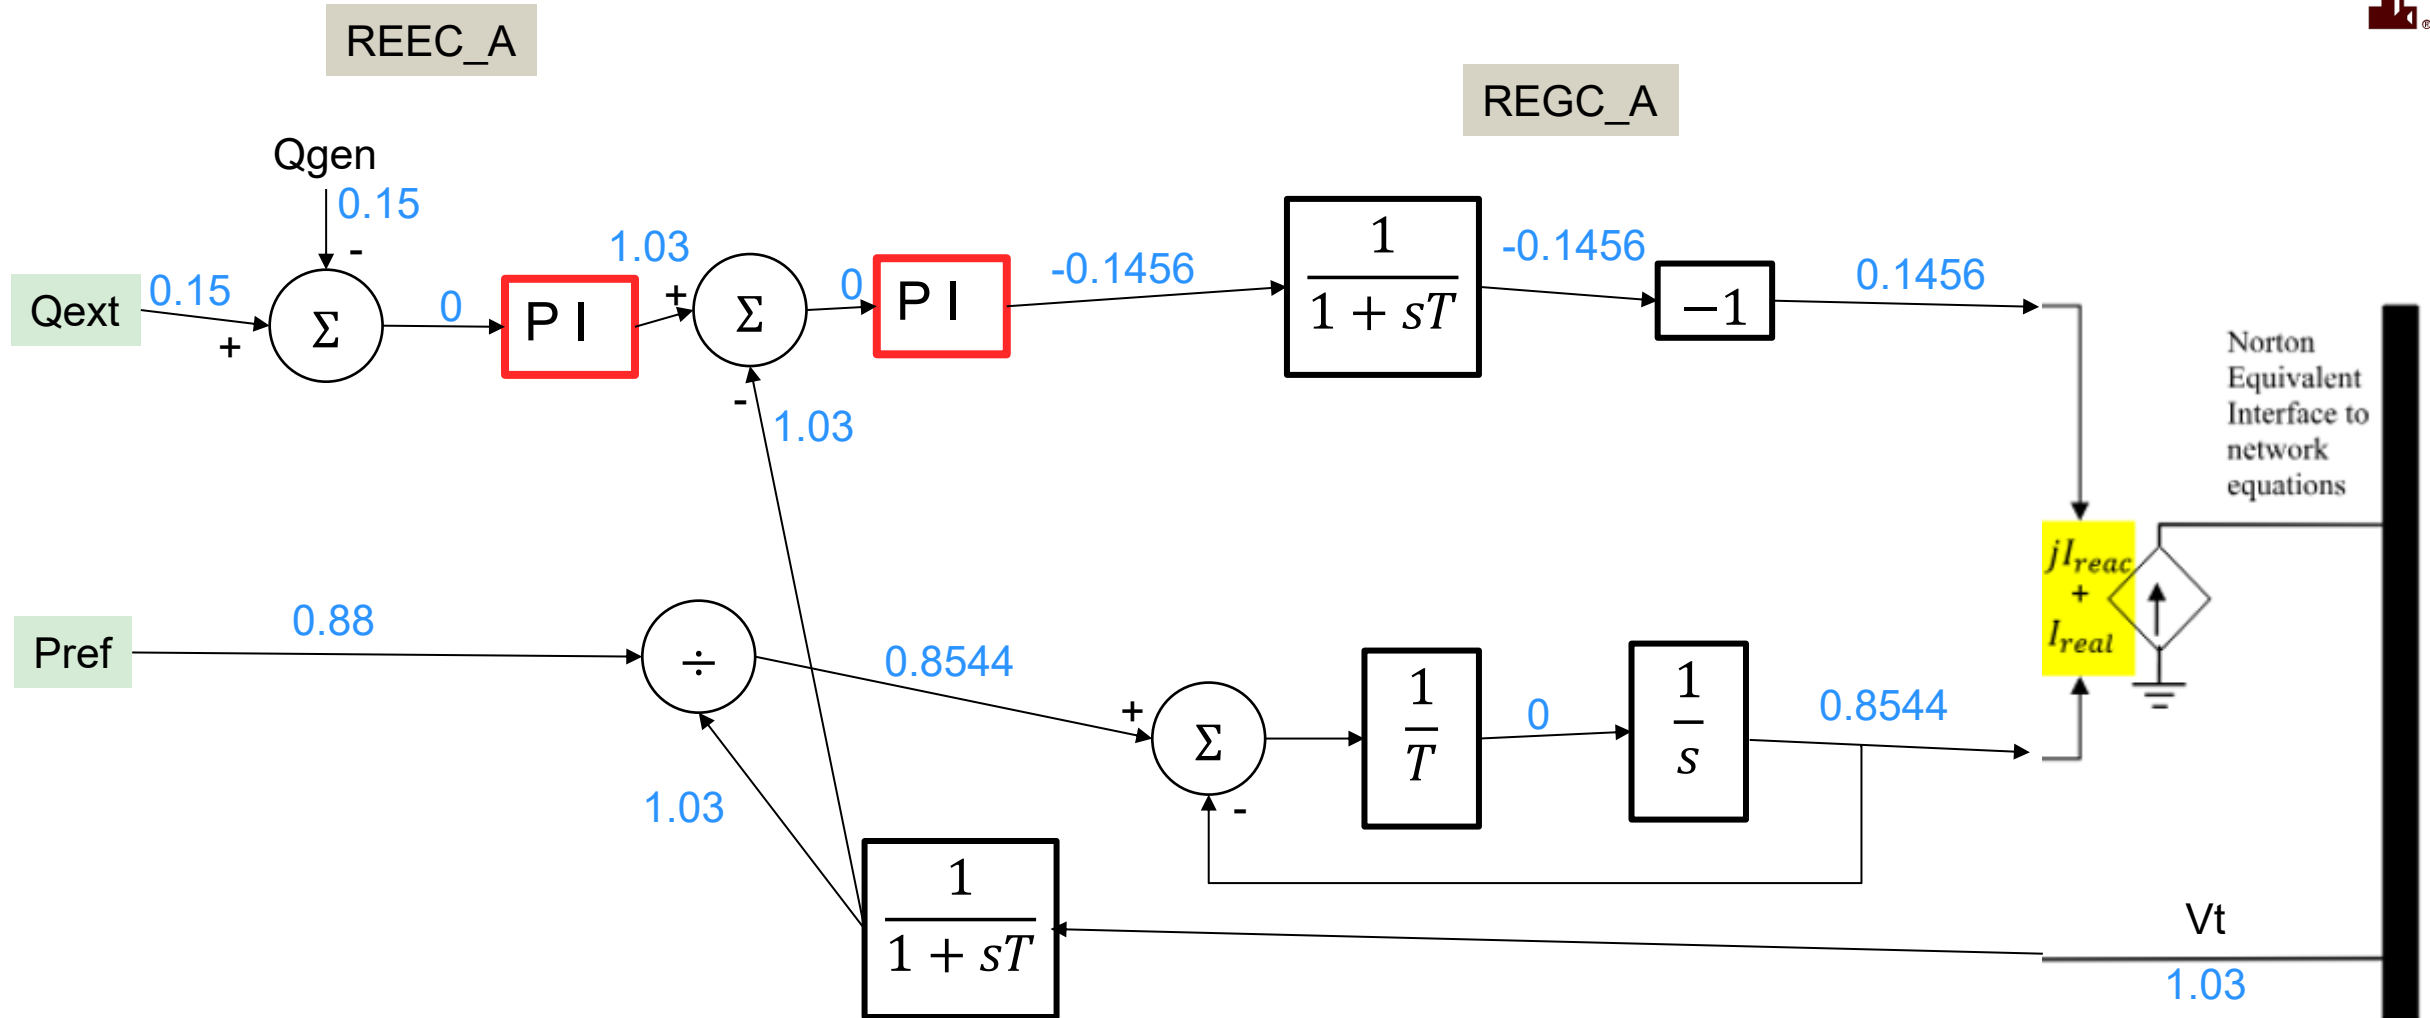 REEC_A
®
REGC_A
Qgen
0.15
-
Qext
0.15
+
Σ
0
P I
1.03
+
Σ
-
1.03
0
P I
-0.1456
1
1 + sT
-0.1456
−1
0.1456
Norton
Equivalent
Interface to
network
equations
jIreac
+
Ireal
Pref
0.88
÷
1.03
0.8544
+
Σ
-
1
T
0
1
s
0.8544
1
1 + sT
Vt
1.03